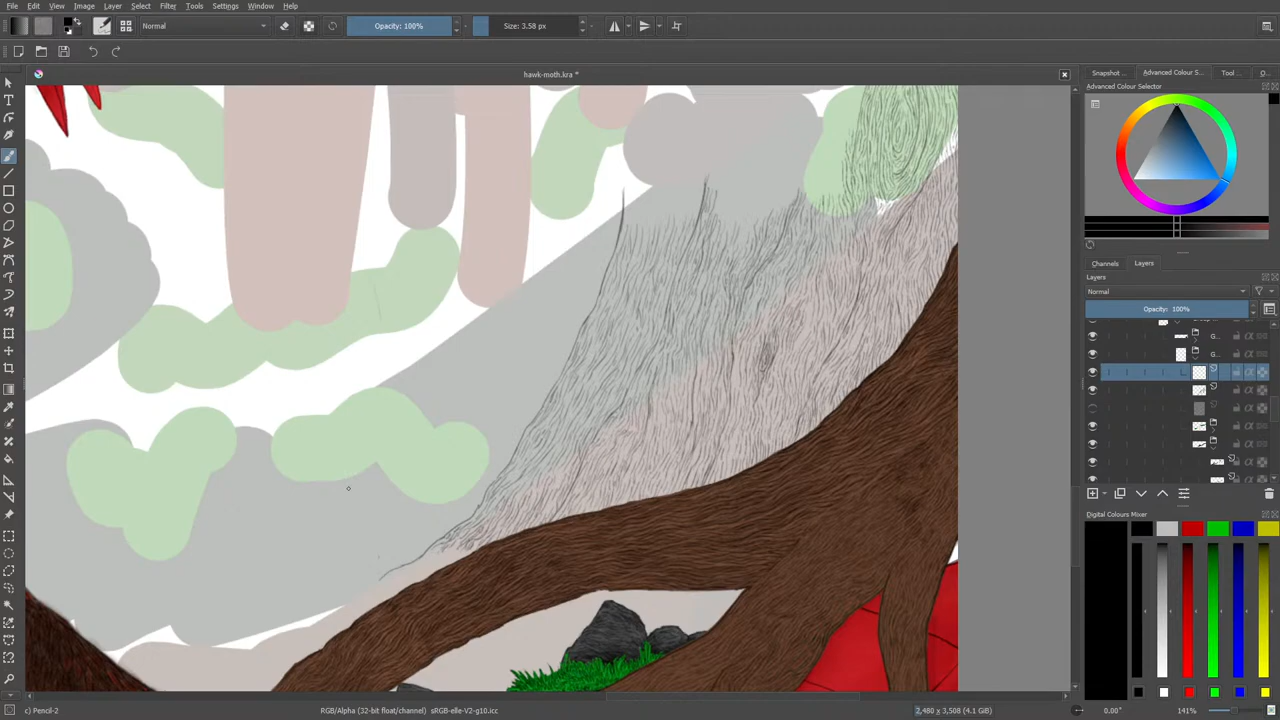 File Edit View Image Layer Select Filter Tools Settings Window Help
Normal Opacity: 100% Size: 3.58 px
hawk-moth.kra *
Snapshot ... Advanced Colour S... Tool ... O...
Advanced Colour Selector
Channels Layers
Layers
Normal
Opacity: 100%
G...
G...
Digital Colours Mixer
c) Pencil-2 RGB/Alpha (32-bit float/channel) sRGB-elle-V2-g10.icc 2,480 x 3,508 (4.1 GiB) 0.00° 141%